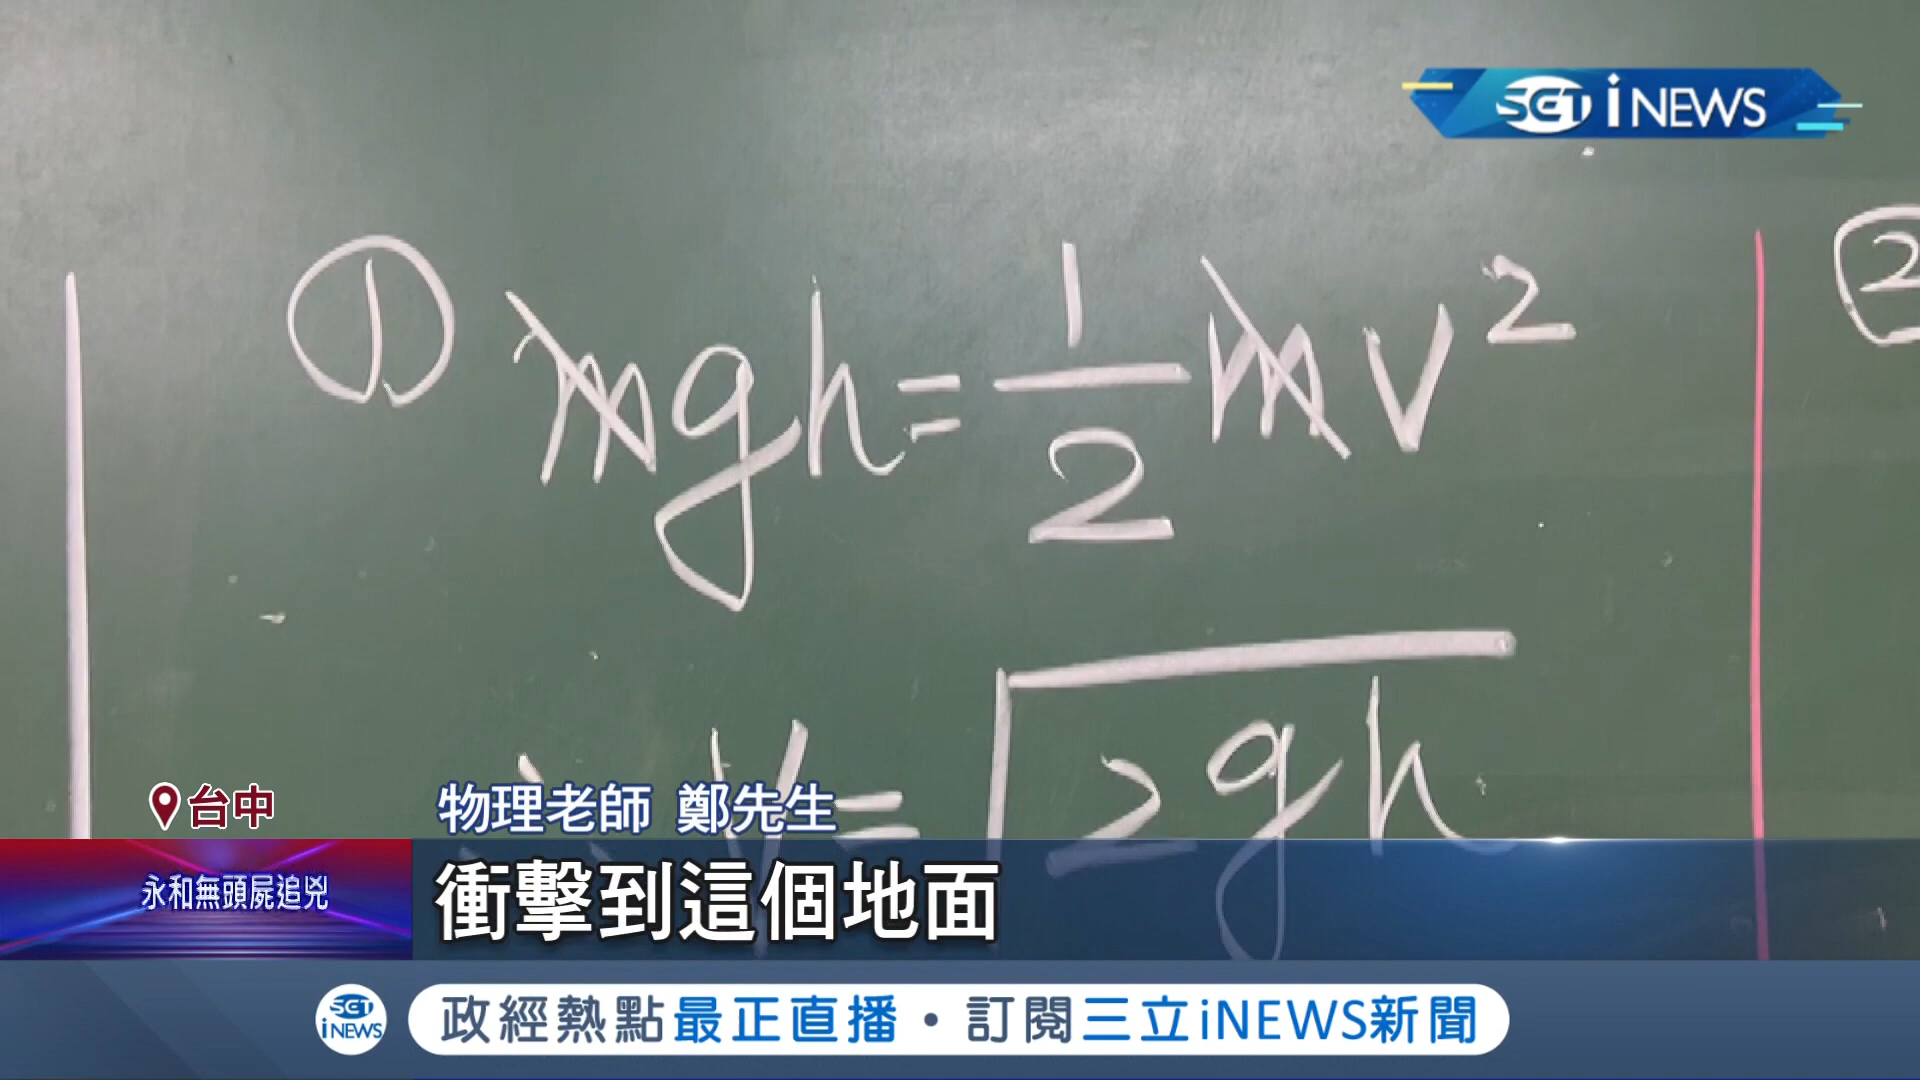 SET iNEWS
① mgh = 1/2 mv²
②
∴ V = √2gh
台中
物理老師 鄭先生
永和無頭屍追兇
衝擊到這個地面
SET iNEWS
政經熱點最正直播・訂閱三立iNEWS新聞